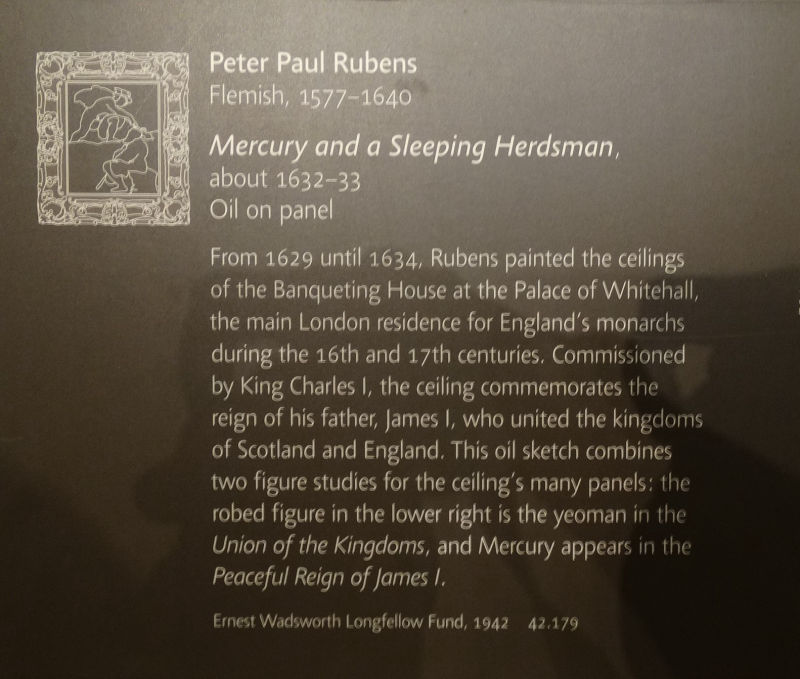 Peter Paul Rubens
Flemish, 1577–1640
Mercury and a Sleeping Herdsman,
about 1632–33
Oil on panel
From 1629 until 1634, Rubens painted the ceilings
of the Banqueting House at the Palace of Whitehall,
the main London residence for England's monarchs
during the 16th and 17th centuries. Commissioned
by King Charles I, the ceiling commemorates the
reign of his father, James I, who united the kingdoms
of Scotland and England. This oil sketch combines
two figure studies for the ceiling's many panels: the
robed figure in the lower right is the yeoman in the
Union of the Kingdoms, and Mercury appears in the
Peaceful Reign of James I.
Ernest Wadsworth Longfellow Fund, 1942 42.179